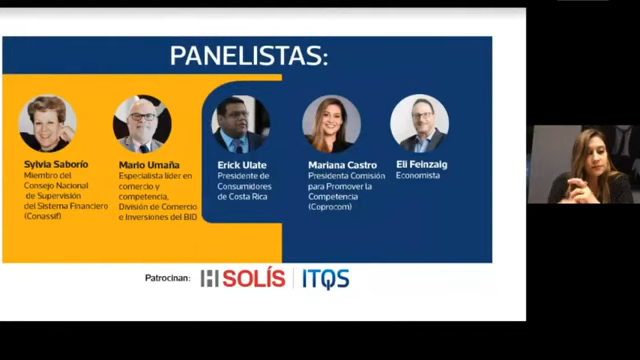 PANELISTAS:
Sylvia Saborío
Miembro del
Consejo Nacional
de Supervisión
del Sistema Financiero
(Conassif)
Mario Umaña
Especialista líder en
comercio y
competencia,
División de Comercio
e Inversiones del BID
Erick Ulate
Presidente de
Consumidores
de Costa Rica
Mariana Castro
Presidenta Comisión
para Promover la
Competencia
(Coprocom)
Eli Feinzaig
Economista
Patrocinan: SOLÍS ITQS